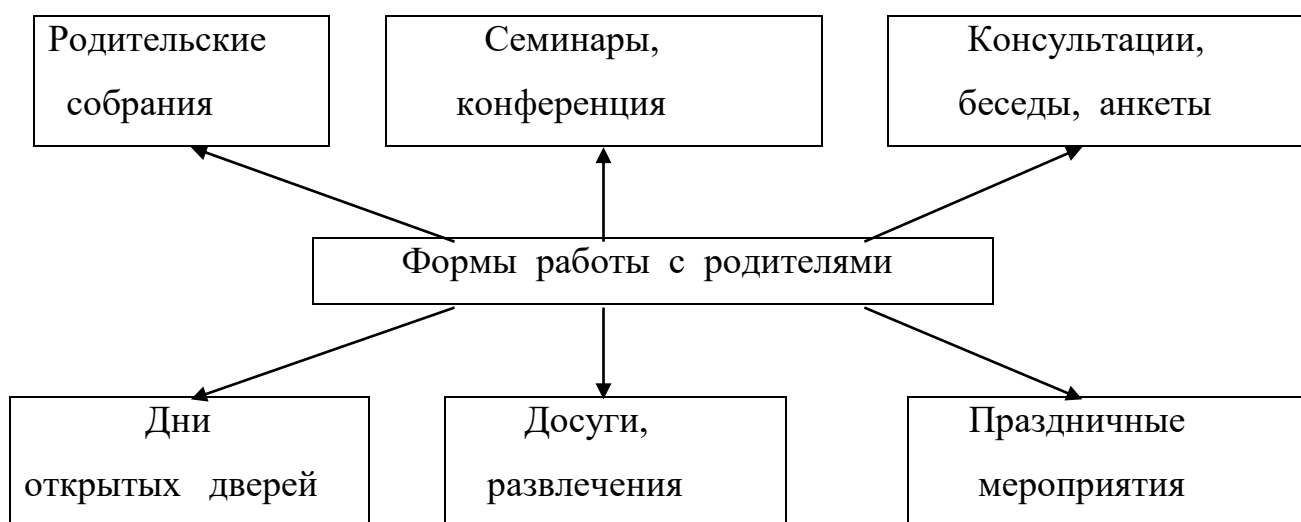 Родительские
собрания
Семинары,
конференция
Консультации,
беседы, анкеты
Формы работы с родителями
Дни
открытых дверей
Досуги,
развлечения
Праздничные
мероприятия